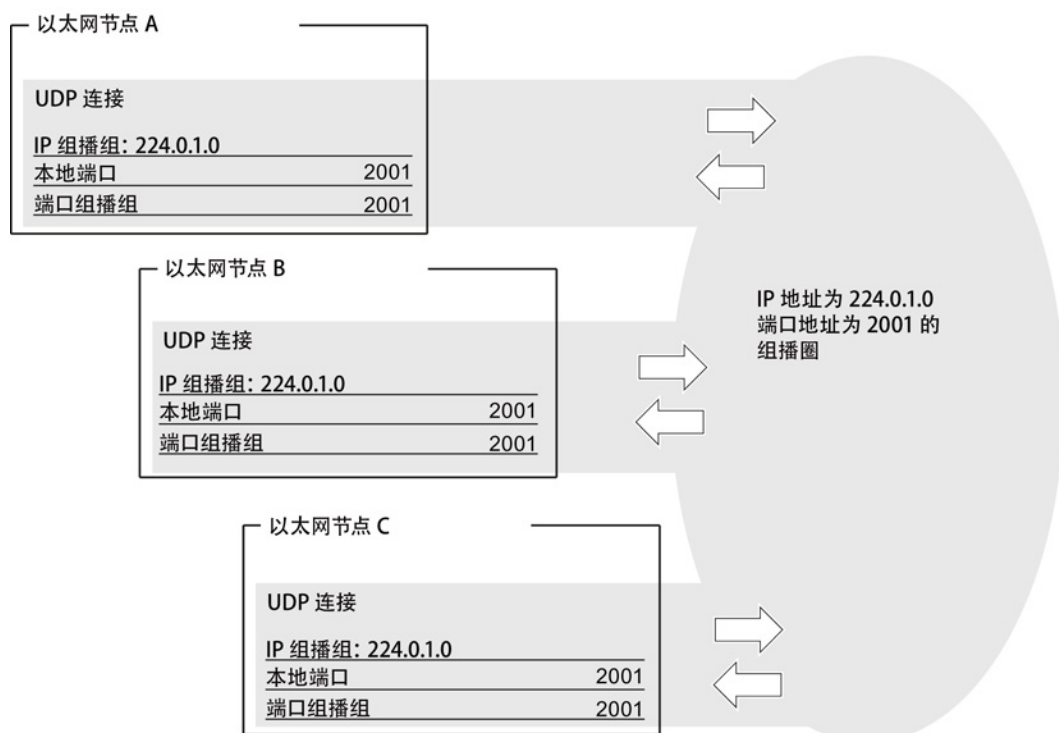 以太网节点 A
UDP 连接
IP 组播组: 224.0.1.0
本地端口 2001
端口组播组 2001
以太网节点 B
UDP 连接
IP 组播组: 224.0.1.0
本地端口 2001
端口组播组 2001
IP 地址为 224.0.1.0
端口地址为 2001 的
组播圈
以太网节点 C
UDP 连接
IP 组播组: 224.0.1.0
本地端口 2001
端口组播组 2001